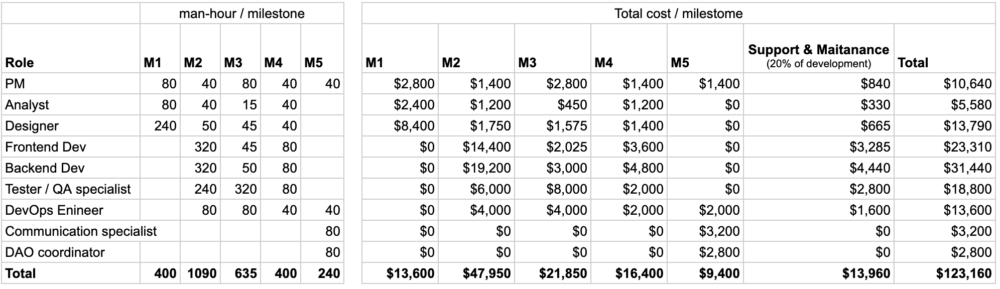 man-hour / milestone Total cost / milestome
Support & Maitanance
Role M1 M2 M3 M4 M5 M1 M2 M3 M4 M5 (20% of development) Total
PM 80 40 80 40 40 $2,800 $1,400 $2,800 $1,400 $1,400 $840 $10,640
Analyst 80 40 15 40 $2,400 $1,200 $450 $1,200 $0 $330 $5,580
Designer 240 50 45 40 $8,400 $1,750 $1,575 $1,400 $0 $665 $13,790
Frontend Dev 320 45 80 $0 $14,400 $2,025 $3,600 $0 $3,285 $23,310
Backend Dev 320 50 80 $0 $19,200 $3,000 $4,800 $0 $4,440 $31,440
Tester / QA specialist 240 320 80 $0 $6,000 $8,000 $2,000 $0 $2,800 $18,800
DevOps Enineer 80 80 40 40 $0 $4,000 $4,000 $2,000 $2,000 $1,600 $13,600
Communication specialist 80 $0 $0 $0 $0 $3,200 $0 $3,200
DAO coordinator 80 $0 $0 $0 $0 $2,800 $0 $2,800
Total 400 1090 635 400 240 $13,600 $47,950 $21,850 $16,400 $9,400 $13,960 $123,160